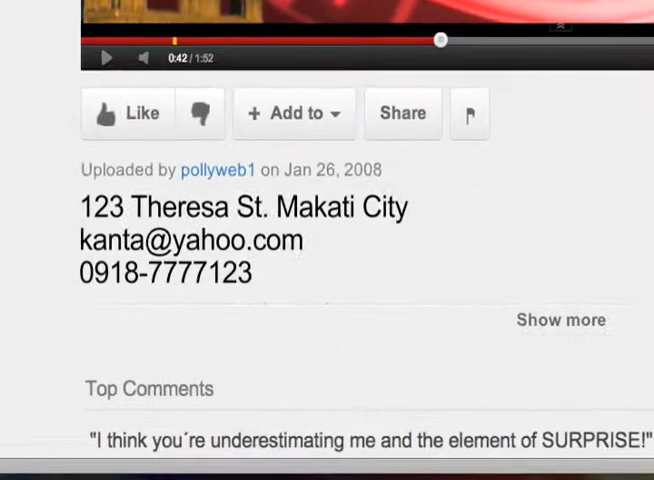 0:42 / 1:52
Like
+ Add to
Share
Uploaded by pollyweb1 on Jan 26, 2008
123 Theresa St. Makati City
kanta@yahoo.com
0918-7777123
Show more
Top Comments
"I think you´re underestimating me and the element of SURPRISE!"